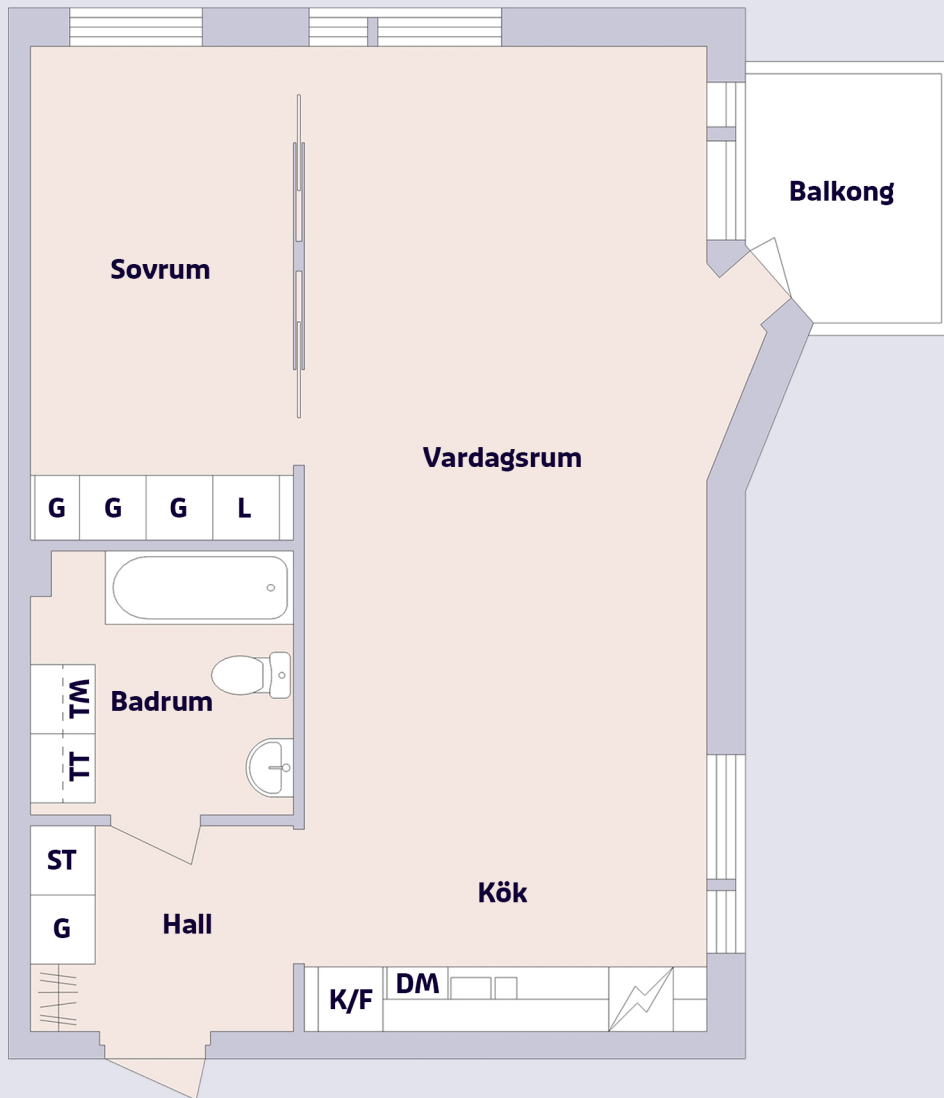 Balkong
Sovrum
Vardagsrum
G G G L
TM
Badrum
TT
ST
Kök
Hall
G
DM
K/F